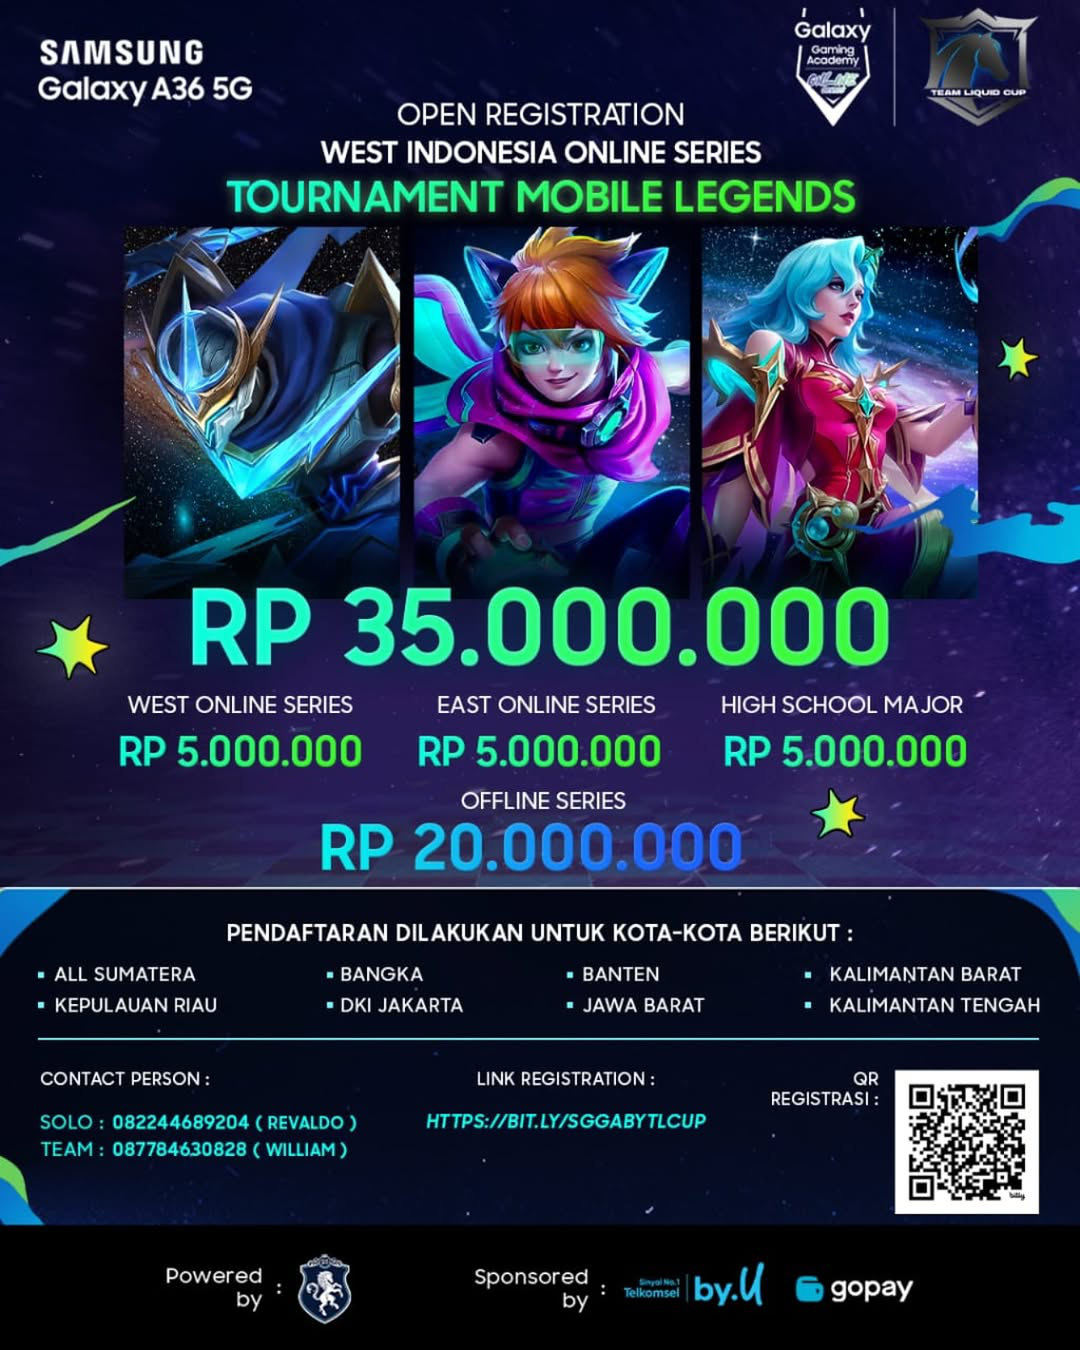 SAMSUNG
Galaxy A36 5G
Galaxy
Gaming
Academy
TEAM LIQUID CUP
OPEN REGISTRATION
WEST INDONESIA ONLINE SERIES
TOURNAMENT MOBILE LEGENDS
RP 35.000.000
WEST ONLINE SERIES
RP 5.000.000
EAST ONLINE SERIES
RP 5.000.000
HIGH SCHOOL MAJOR
RP 5.000.000
OFFLINE SERIES
RP 20.000.000
PENDAFTARAN DILAKUKAN UNTUK KOTA-KOTA BERIKUT :
▪ ALL SUMATERA
▪ KEPULAUAN RIAU
▪ BANGKA
▪ DKI JAKARTA
▪ BANTEN
▪ JAWA BARAT
▪ KALIMANTAN BARAT
▪ KALIMANTAN TENGAH
CONTACT PERSON :
SOLO : 082244689204 ( REVALDO )
TEAM : 087784630828 ( WILLIAM )
LINK REGISTRATION :
HTTPS://BIT.LY/SGGABYTLCUP
QR
REGISTRASI :
bitly
Powered
by :
Sponsored
by :
Sinyal No.1
Telkomsel
by.U
gopay